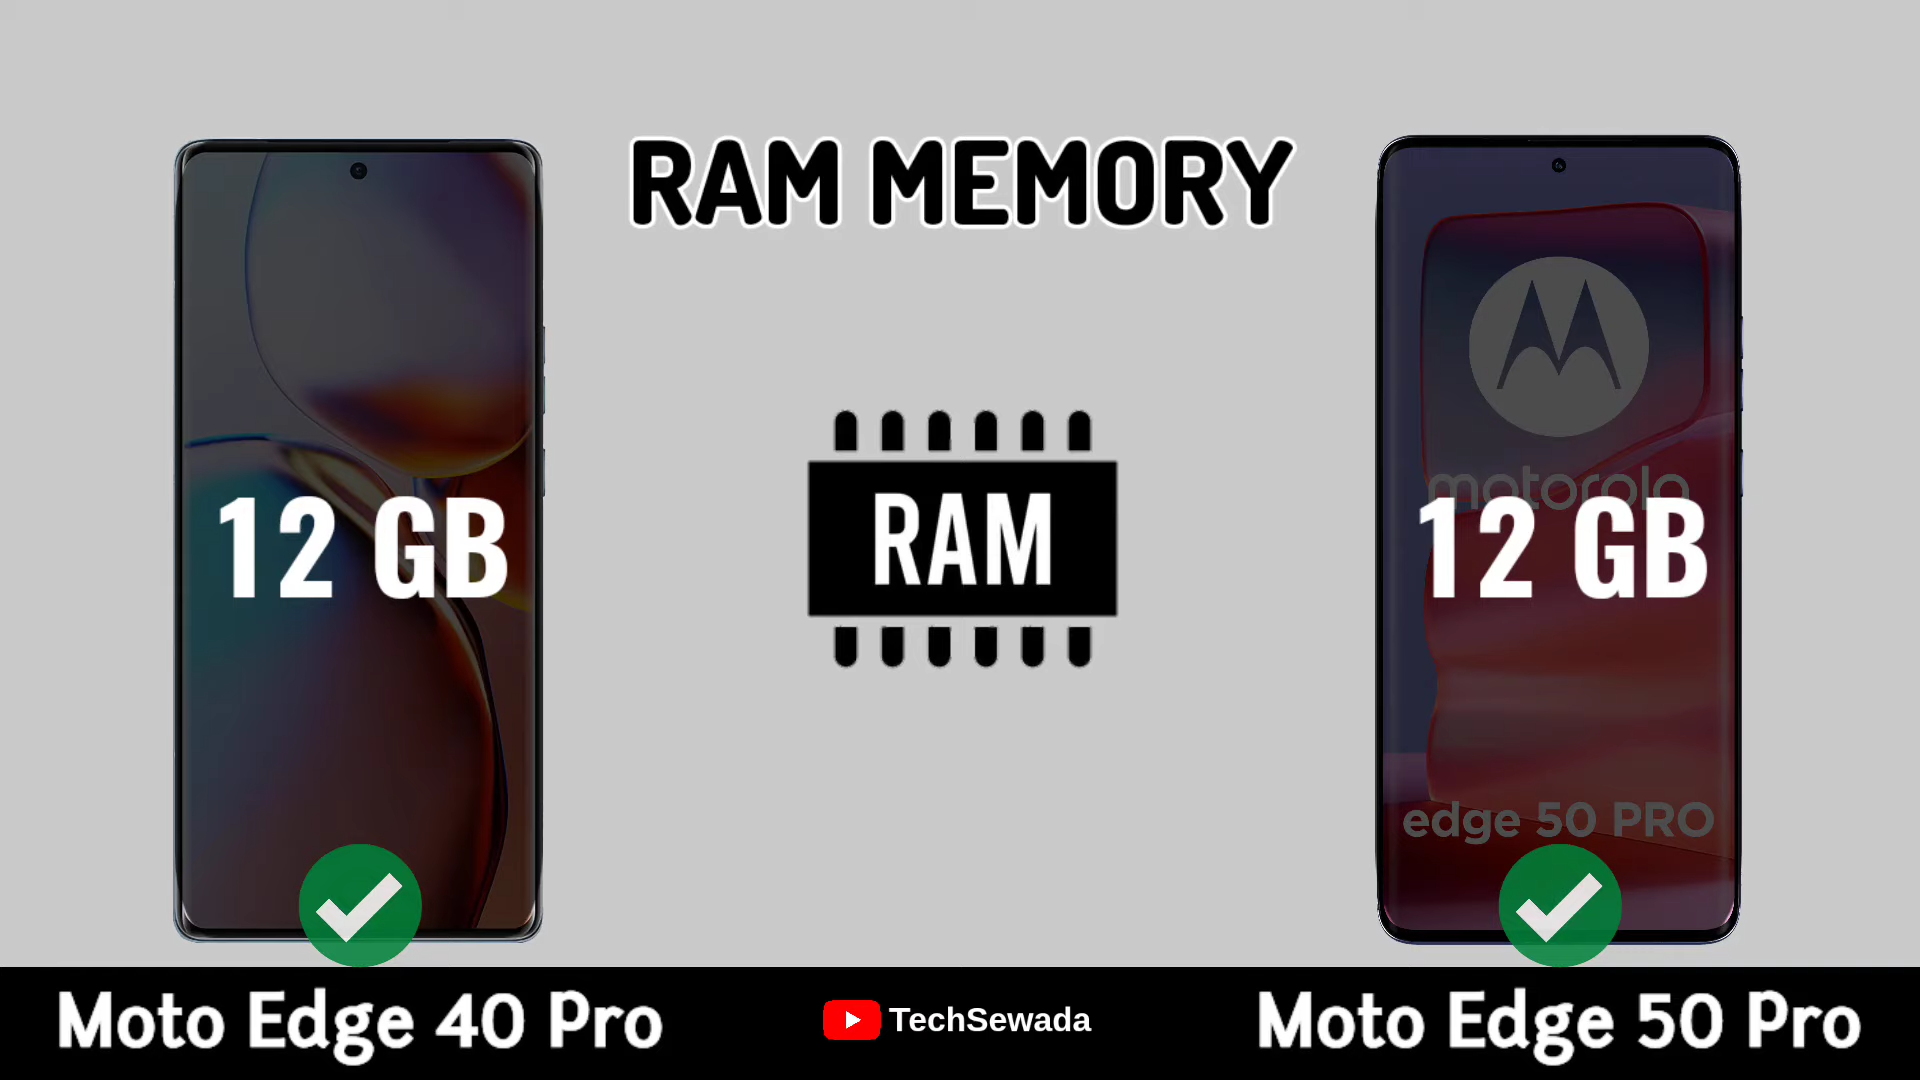 RAM MEMORY
motorola
12 GB
RAM
12 GB
edge 50 PRO
Moto Edge 40 Pro
TechSewada
Moto Edge 50 Pro